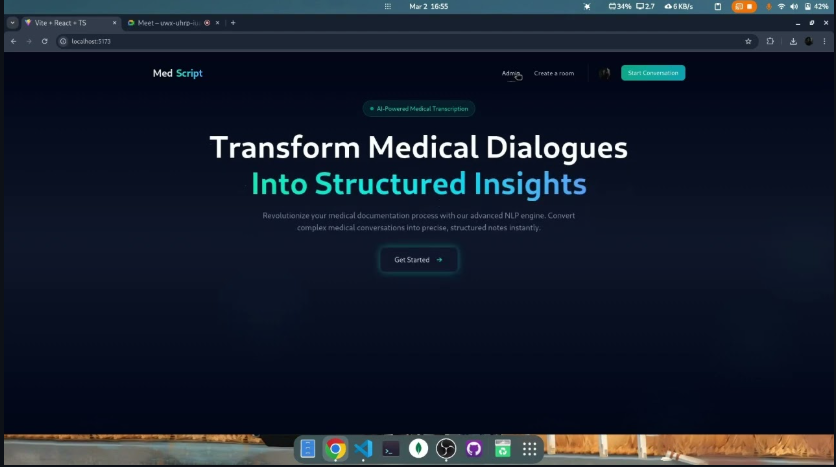 Mar 2 16:55
34% 2.7 6 KB/s 42%
Vite + React + TS
Meet – uwx-uhrp-
localhost:5173
Med Script
Admin
Create a room
Start Conversation
AI-Powered Medical Transcription
Transform Medical Dialogues
Into Structured Insights
Revolutionize your medical documentation process with our advanced NLP engine. Convert
complex medical conversations into precise, structured notes instantly.
Get Started →